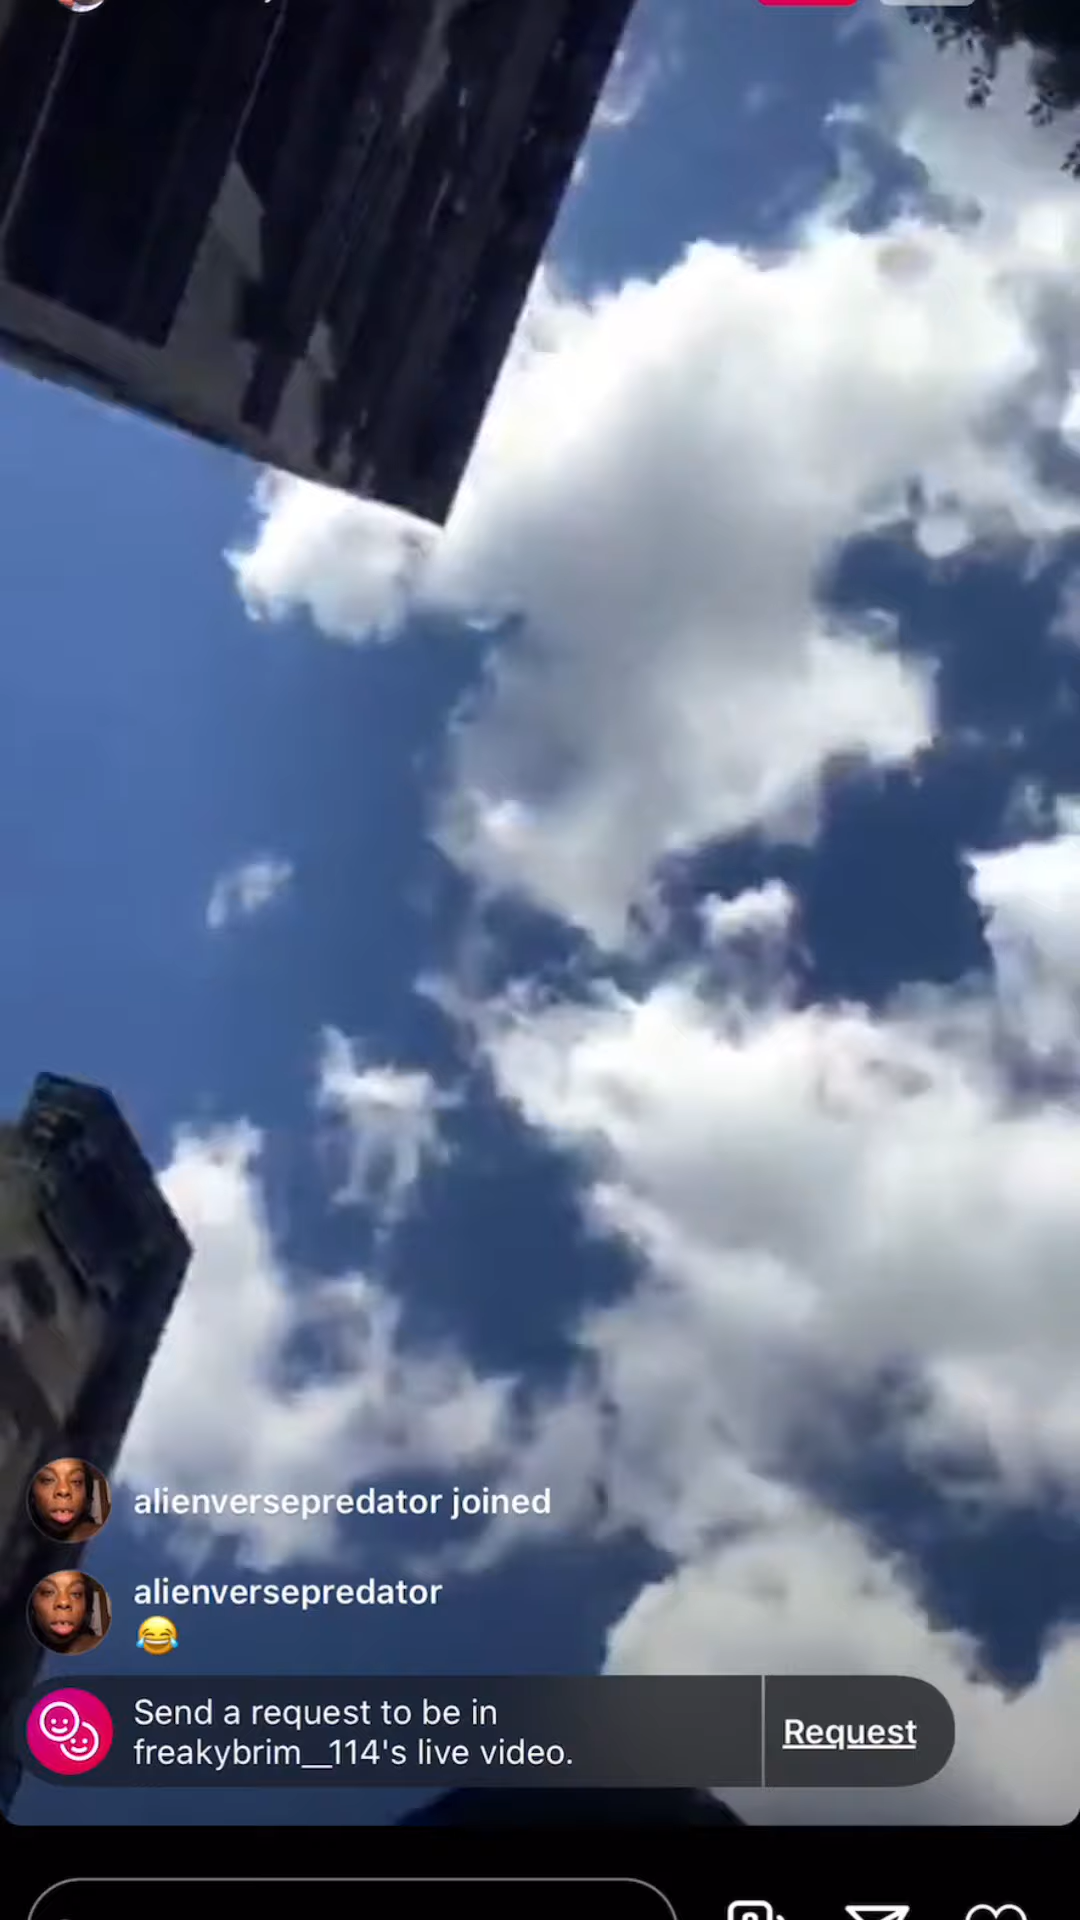 alienversepredator joined
alienversepredator
😂
Send a request to be in
freakybrim__114's live video.
Request